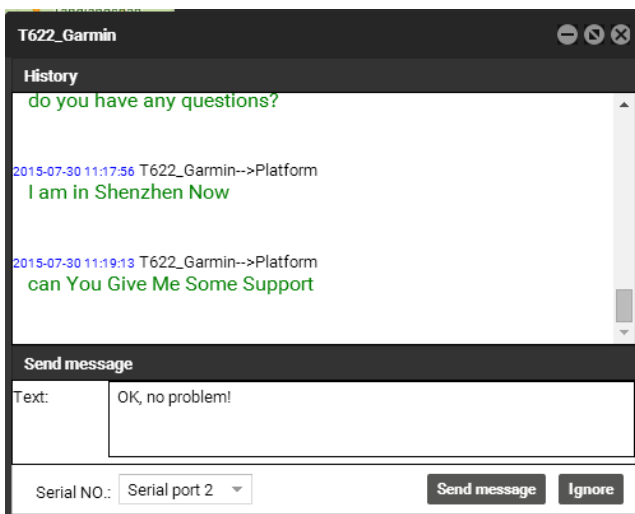 T622_Garmin
History
do you have any questions?
2015-07-30 11:17:56 T622_Garmin-->Platform
I am in Shenzhen Now
2015-07-30 11:19:13 T622_Garmin-->Platform
can You Give Me Some Support
Send message
Text: OK, no problem!
Serial NO.: Serial port 2 Send message Ignore